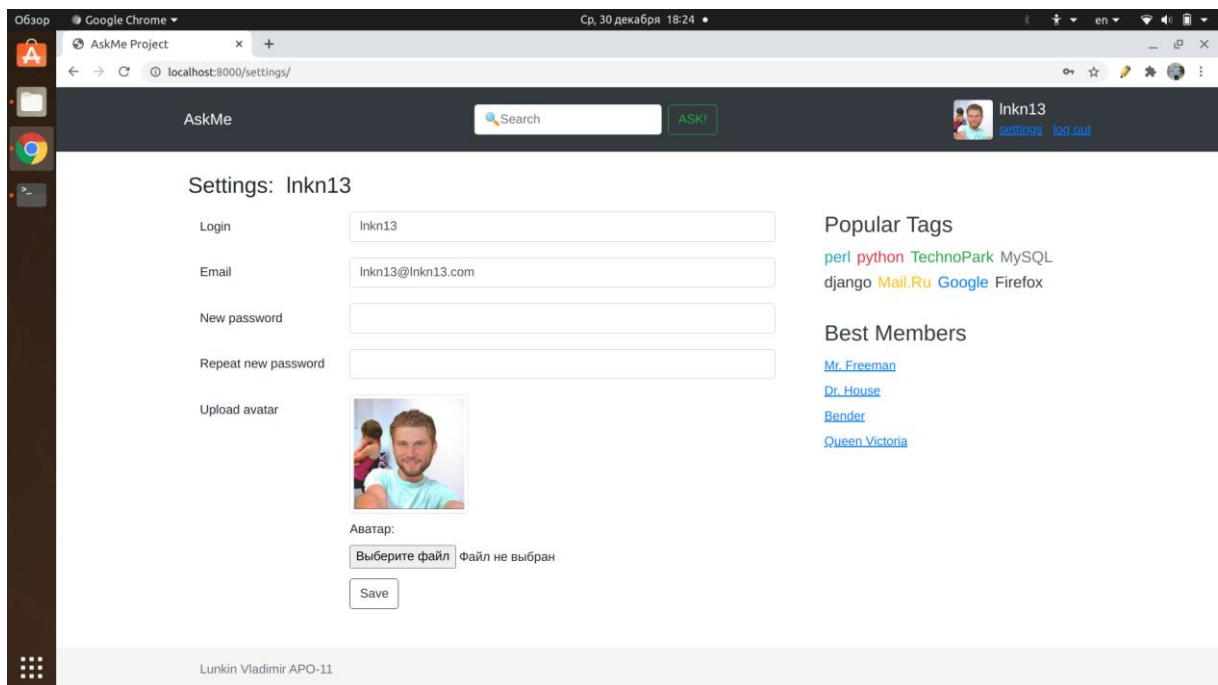 Обзор Google Chrome Ср, 30 декабря 18:24 en
AskMe Project
localhost:8000/settings/
AskMe Search ASK! lnkn13
settings log out
Settings: lnkn13
Login lnkn13
Email lnkn13@lnkn13.com
New password
Repeat new password
Upload avatar
Аватар:
Выберите файл Файл не выбран
Save
Popular Tags
perl python TechnoPark MySQL
django Mail.Ru Google Firefox
Best Members
Mr. Freeman
Dr. House
Bender
Queen Victoria
Lunkin Vladimir APO-11